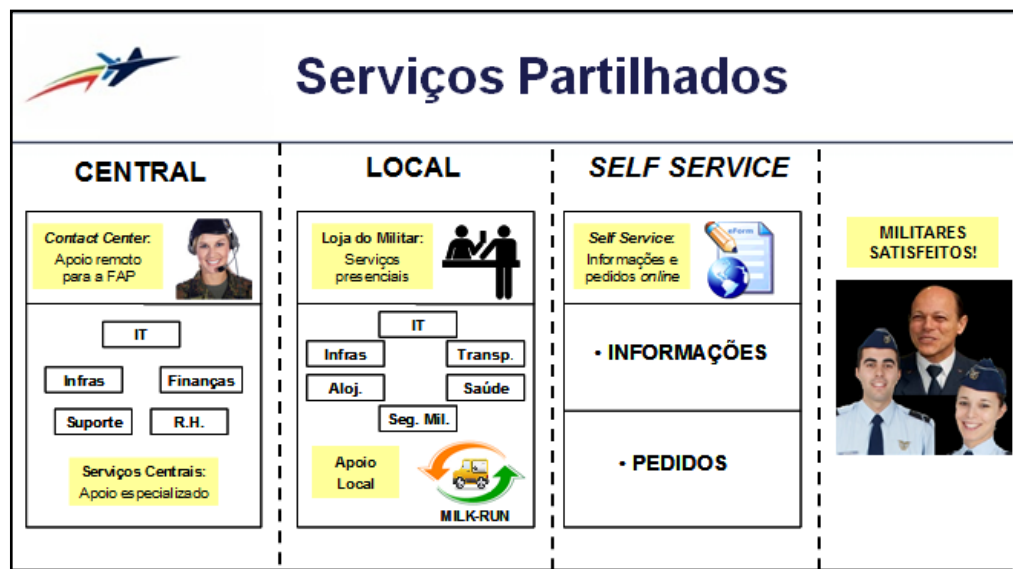 Serviços Partilhados
CENTRAL
Contact Center:
Apoio remoto
para a FAP
IT
Infras
Finanças
Suporte
R.H.
Serviços Centrais:
Apoio especializado
LOCAL
Loja do Militar:
Serviços
presenciais
IT
Infras
Transp.
Aloj.
Saúde
Seg. Mil.
Apoio
Local
MILK-RUN
SELF SERVICE
Self Service:
Informações e
pedidos online
eForm
• INFORMAÇÕES
• PEDIDOS
MILITARES
SATISFEITOS!